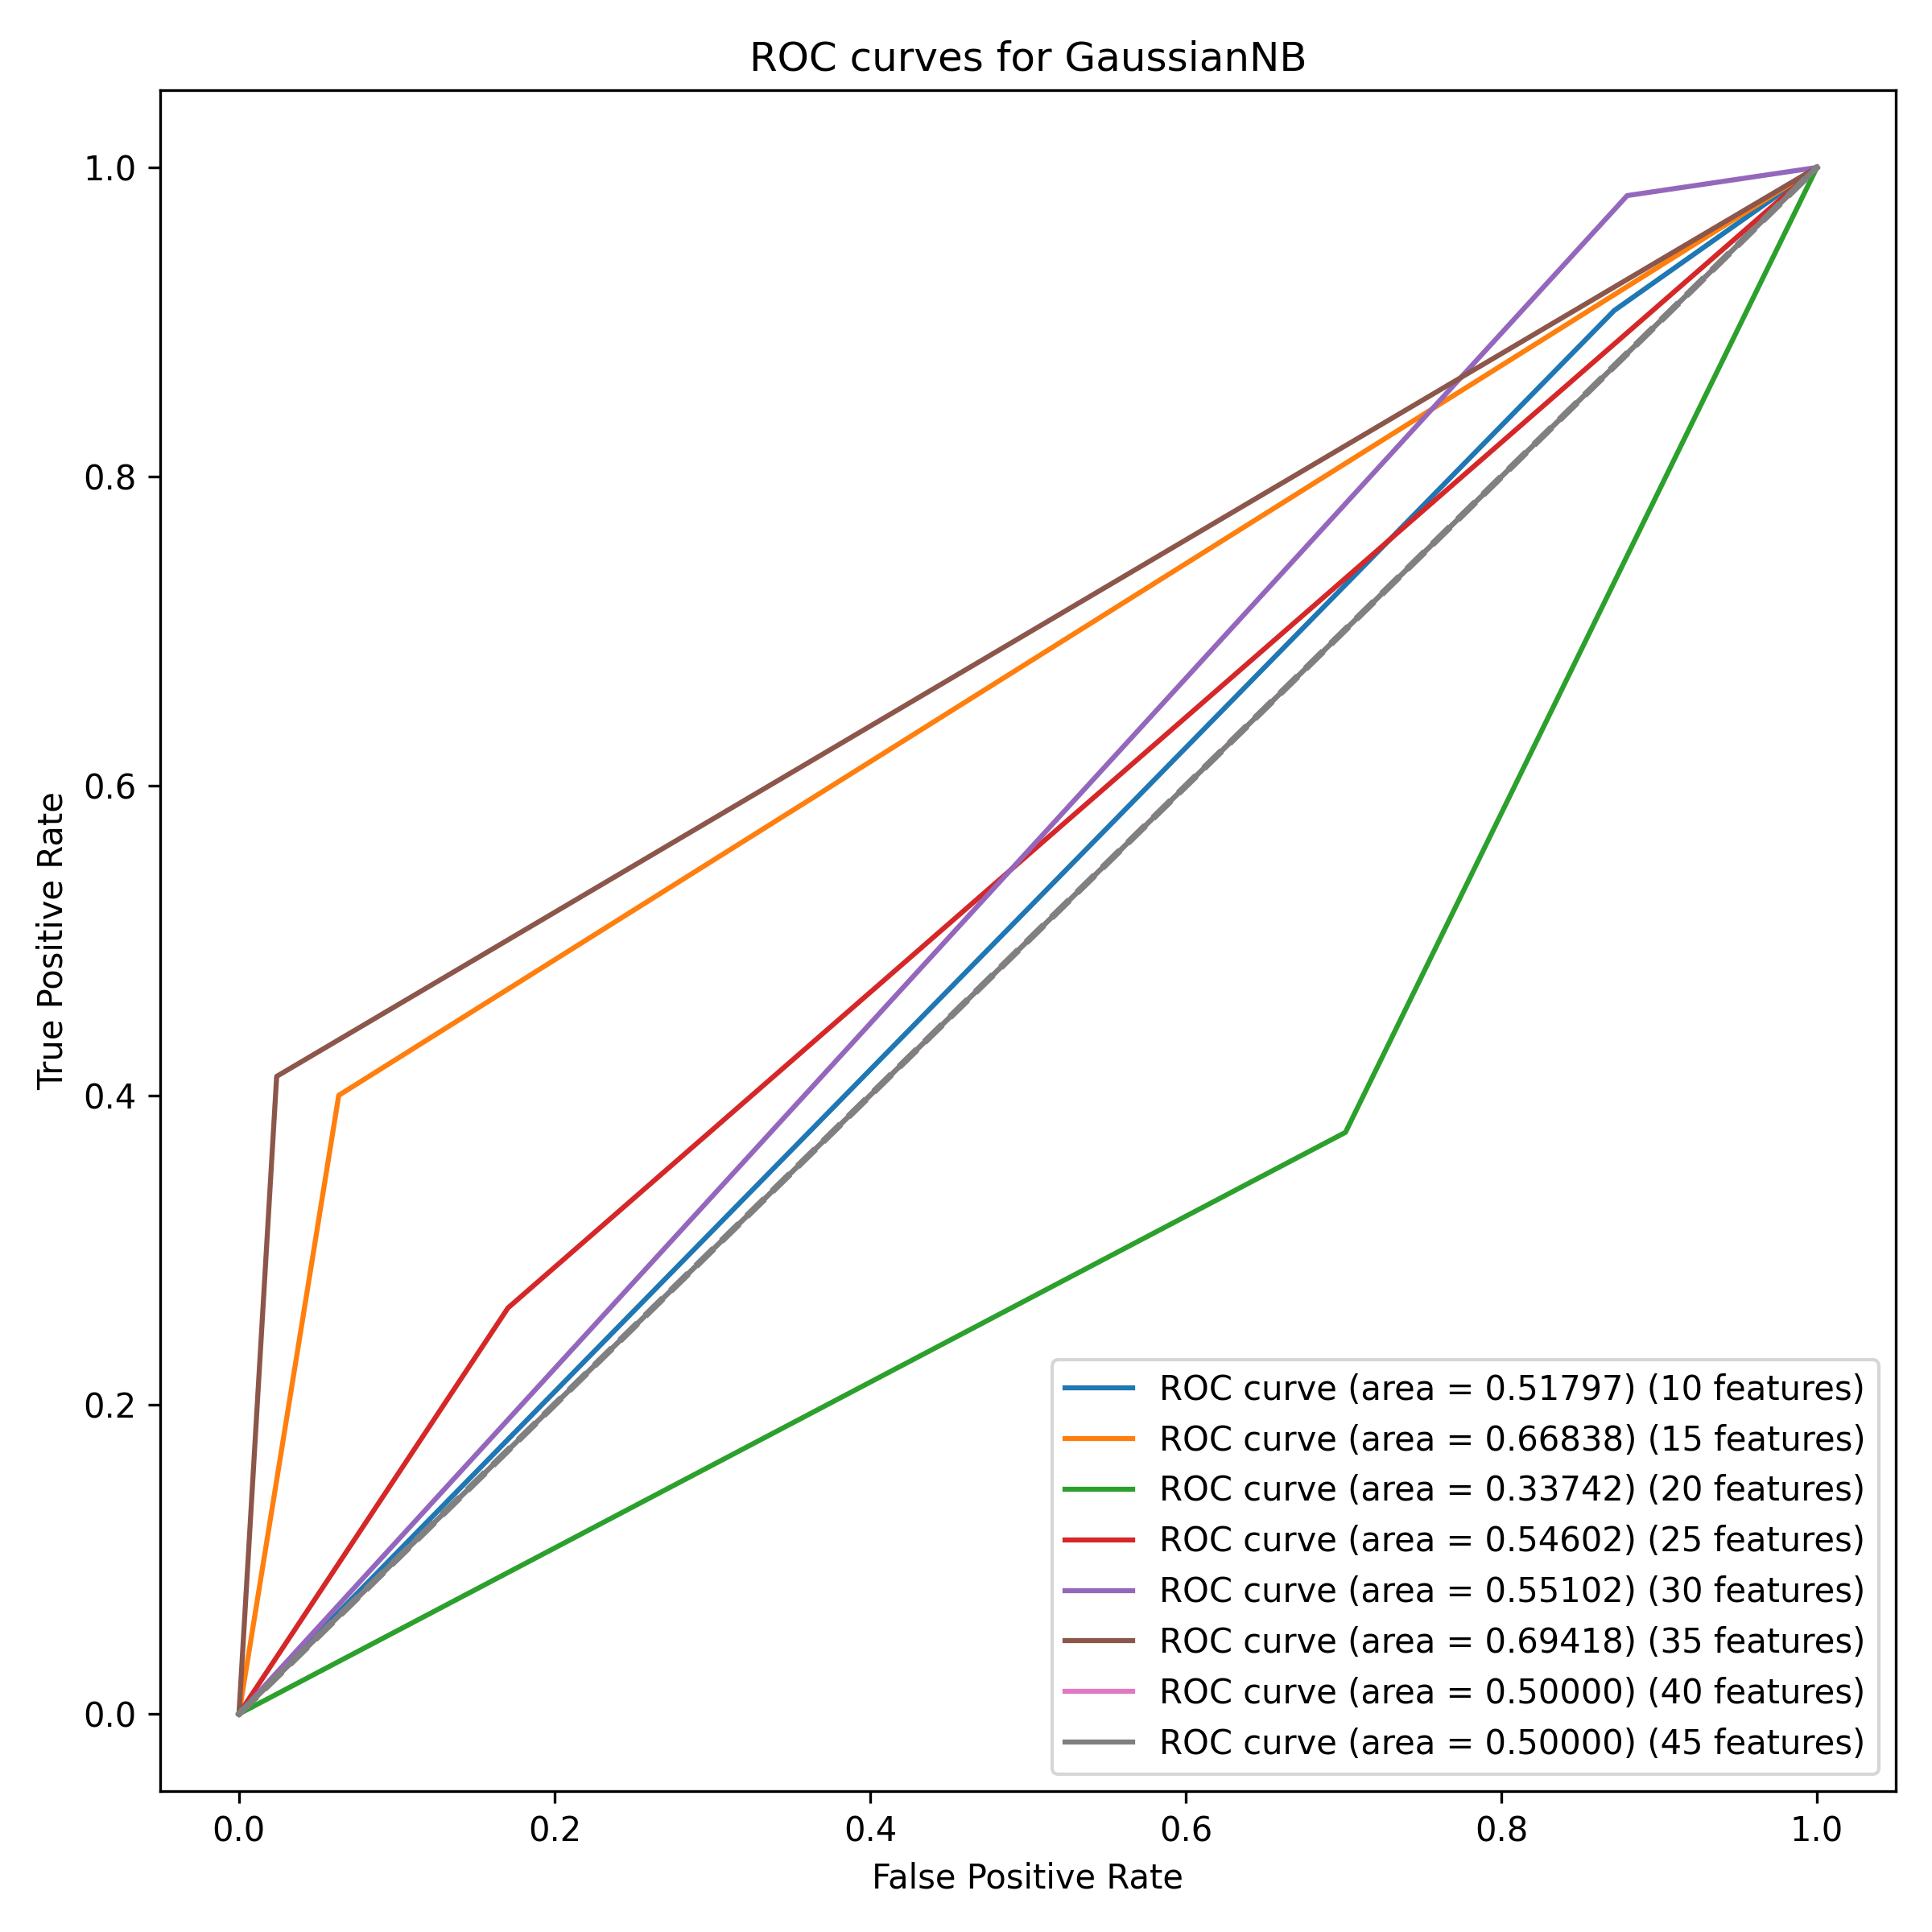 ROC curves for GaussianNB
True Positive Rate
1.0
0.8
0.6
0.4
0.2
0.0
ROC curve (area = 0.51797) (10 features)
ROC curve (area = 0.66838) (15 features)
ROC curve (area = 0.33742) (20 features)
ROC curve (area = 0.54602) (25 features)
ROC curve (area = 0.55102) (30 features)
ROC curve (area = 0.69418) (35 features)
ROC curve (area = 0.50000) (40 features)
ROC curve (area = 0.50000) (45 features)
0.0 0.2 0.4 0.6 0.8 1.0
False Positive Rate